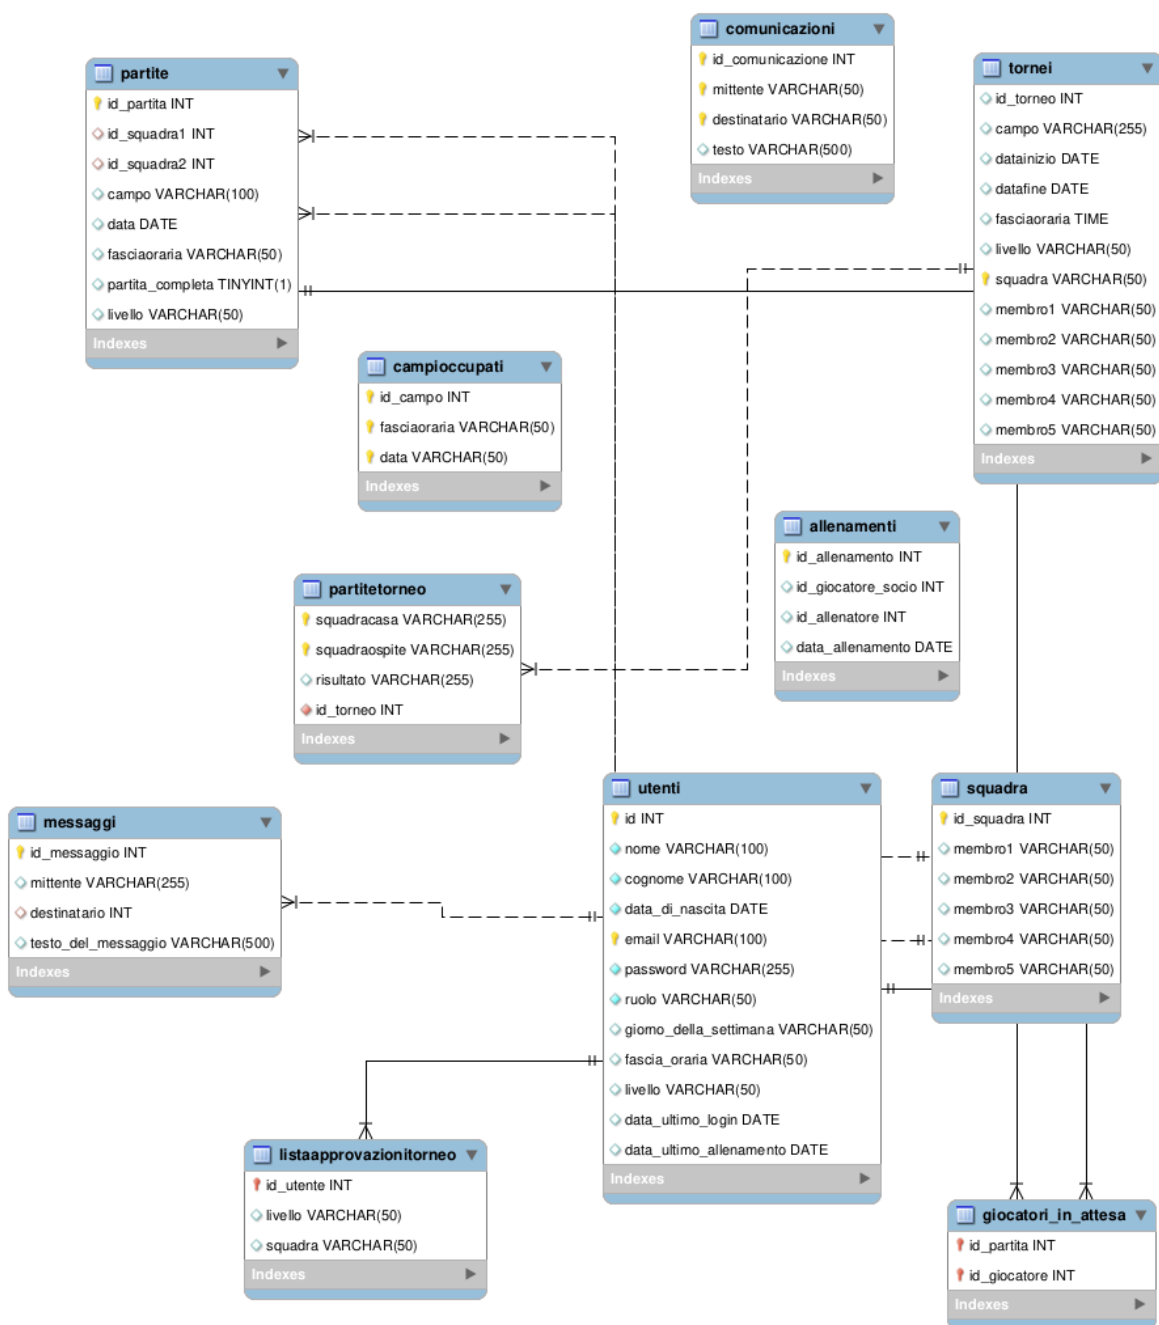 comunicazioni
id_comunicazione INT
mittente VARCHAR(50)
destinatario VARCHAR(50)
testo VARCHAR(500)
Indexes
partite
id_partita INT
id_squadra1 INT
id_squadra2 INT
campo VARCHAR(100)
data DATE
fasciaoraria VARCHAR(50)
partita_completa TINYINT(1)
livello VARCHAR(50)
Indexes
tornei
id_torneo INT
campo VARCHAR(255)
datainizio DATE
datafine DATE
fasciaoraria TIME
livello VARCHAR(50)
squadra VARCHAR(50)
membro1 VARCHAR(50)
membro2 VARCHAR(50)
membro3 VARCHAR(50)
membro4 VARCHAR(50)
membro5 VARCHAR(50)
Indexes
campioccupati
id_campo INT
fasciaoraria VARCHAR(50)
data VARCHAR(50)
Indexes
allenamenti
id_allenamento INT
id_giocatore_socio INT
id_allenatore INT
data_allenamento DATE
Indexes
partitetorneo
squadracasa VARCHAR(255)
squadraospite VARCHAR(255)
risultato VARCHAR(255)
id_torneo INT
Indexes
utenti
id INT
nome VARCHAR(100)
cognome VARCHAR(100)
data_di_nascita DATE
email VARCHAR(100)
password VARCHAR(255)
ruolo VARCHAR(50)
giorno_della_settimana VARCHAR(50)
fascia_oraria VARCHAR(50)
livello VARCHAR(50)
data_ultimo_login DATE
data_ultimo_allenamento DATE
Indexes
squadra
id_squadra INT
membro1 VARCHAR(50)
membro2 VARCHAR(50)
membro3 VARCHAR(50)
membro4 VARCHAR(50)
membro5 VARCHAR(50)
Indexes
messaggi
id_messaggio INT
mittente VARCHAR(255)
destinatario INT
testo_del_messaggio VARCHAR(500)
Indexes
listaapprovazionitorneo
id_utente INT
livello VARCHAR(50)
squadra VARCHAR(50)
Indexes
giocatori_in_attesa
id_partita INT
id_giocatore INT
Indexes